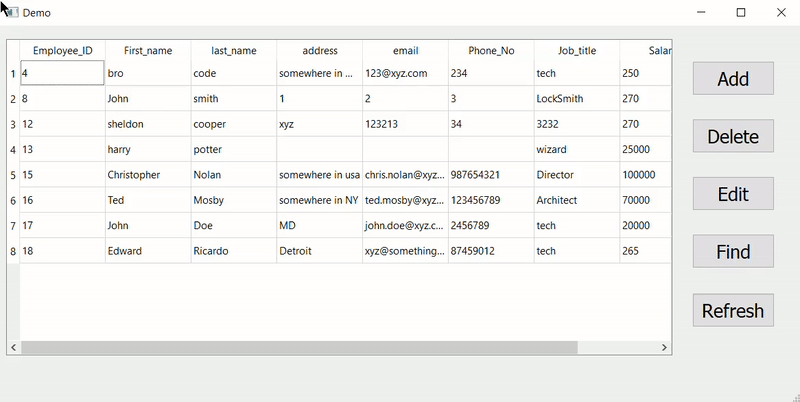 Demo
Employee_ID First_name last_name address email Phone_No Job_title Salar
1 4 bro code somewhere in ... 123@xyz.com 234 tech 250
2 8 John smith 1 2 3 LockSmith 270
3 12 sheldon cooper xyz 123213 34 3232 270
4 13 harry potter wizard 25000
5 15 Christopher Nolan somewhere in usa chris.nolan@xyz... 987654321 Director 100000
6 16 Ted Mosby somewhere in NY ted.mosby@xyz... 123456789 Architect 70000
7 17 John Doe MD john.doe@xyz.c... 2456789 tech 20000
8 18 Edward Ricardo Detroit xyz@something... 87459012 tech 265
Add
Delete
Edit
Find
Refresh